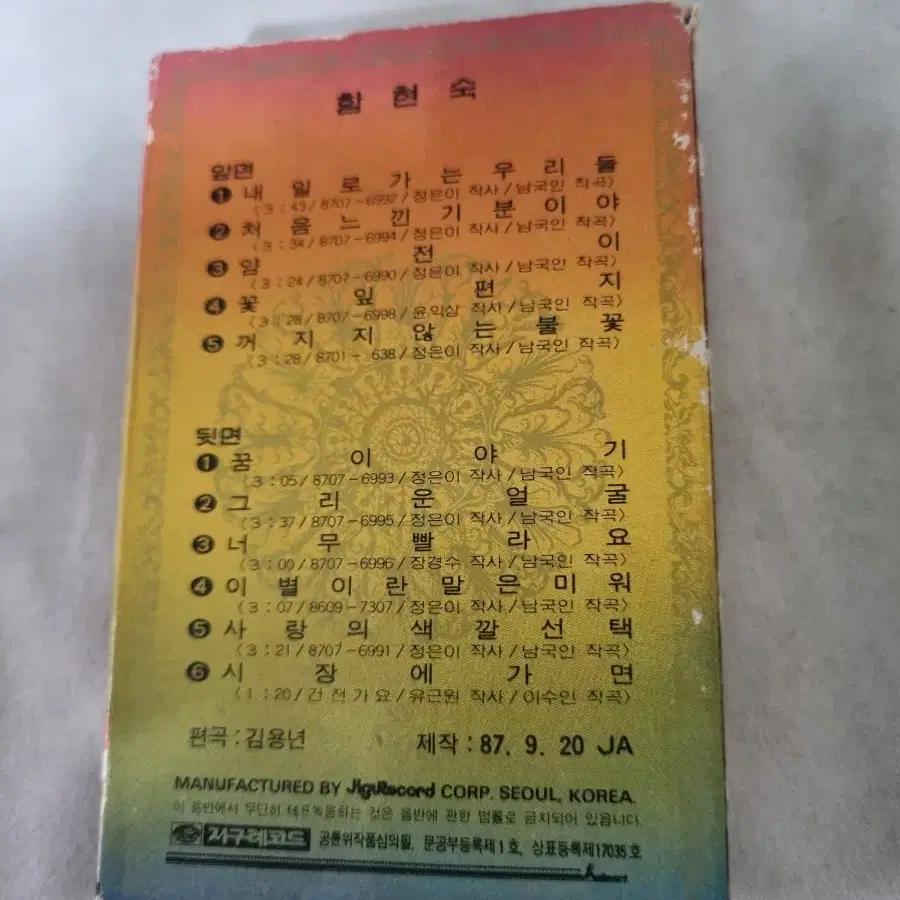 함현숙
앞면
❶ 내일로가는우리들
(3:43/8707-6992/정은이 작사/남국인 작곡)
❷ 처음느낀기분이야
(3:34/8707-6994/정은이 작사/남국인 작곡)
❸ 얌전이
(3:24/8707-6990/정은이 작사/남국인 작곡)
❹ 꽃잎편지
(3:28/8707-6998/윤익삼 작사/남국인 작곡)
❺ 꺼지지않는불꽃
(3:28/8701-638/정은이 작사/남국인 작곡)
뒷면
❶ 꿈이야기
(3:05/8707-6993/정은이 작사/남국인 작곡)
❷ 그리운얼굴
(3:37/8707-6995/정은이 작사/남국인 작곡)
❸ 너무빨라요
(3:00/8707-6996/장경수 작사/남국인 작곡)
❹ 이별이란말은미워
(3:07/8609-7307/정은이 작사/남국인 작곡)
❺ 사랑의색깔선택
(3:21/8707-6991/정은이 작사/남국인 작곡)
❻ 시장에가면
(1:20/건전가요/유근원 작사/이수인 작곡)
편곡:김용년 제작:87. 9. 20 JA
MANUFACTURED BY JiguRecord CORP. SEOUL, KOREA.
이 음반에서 무단히 테프녹음하는 것은 음반에 관한 법률로 금지되어 있읍니다.
지구레코드 공륜위작품심의필, 문공부등록제1호, 상표등록제17035호